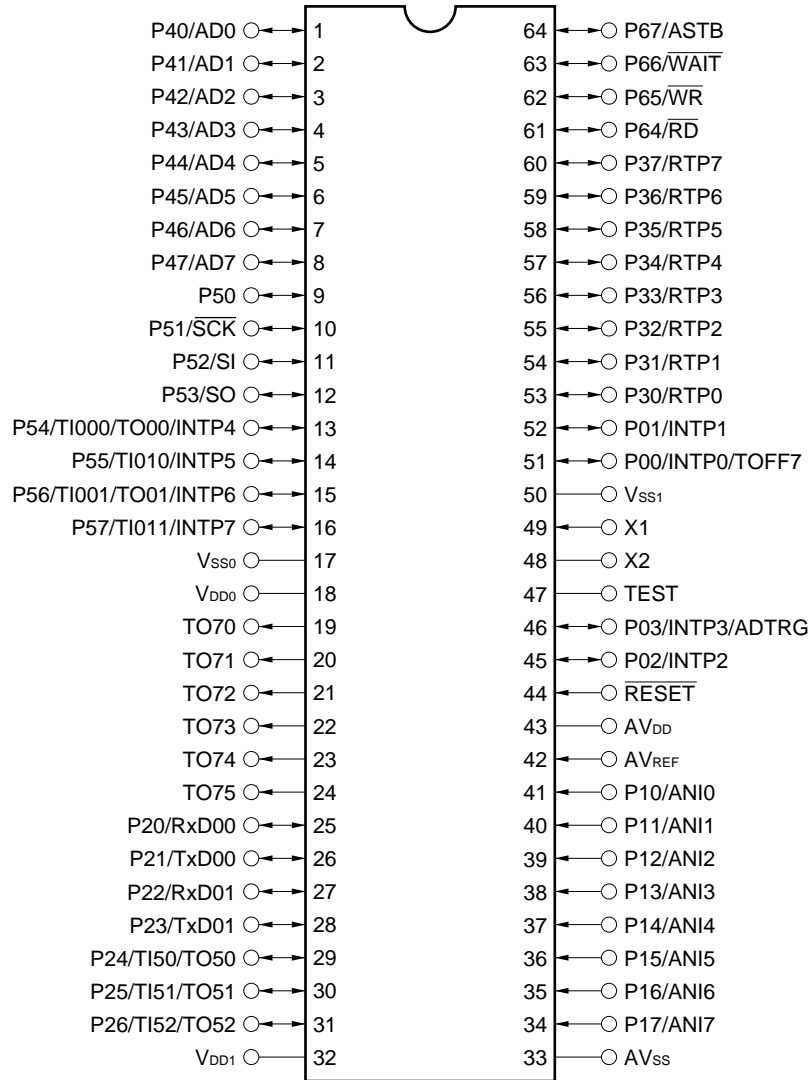 P40/AD0 1 64 P67/ASTB
P41/AD1 2 63 P66/WAIT
P42/AD2 3 62 P65/WR
P43/AD3 4 61 P64/RD
P44/AD4 5 60 P37/RTP7
P45/AD5 6 59 P36/RTP6
P46/AD6 7 58 P35/RTP5
P47/AD7 8 57 P34/RTP4
P50 9 56 P33/RTP3
P51/SCK 10 55 P32/RTP2
P52/SI 11 54 P31/RTP1
P53/SO 12 53 P30/RTP0
P54/TI000/TO00/INTP4 13 52 P01/INTP1
P55/TI010/INTP5 14 51 P00/INTP0/TOFF7
P56/TI001/TO01/INTP6 15 50 VSS1
P57/TI011/INTP7 16 49 X1
VSS0 17 48 X2
VDD0 18 47 TEST
TO70 19 46 P03/INTP3/ADTRG
TO71 20 45 P02/INTP2
TO72 21 44 RESET
TO73 22 43 AVDD
TO74 23 42 AVREF
TO75 24 41 P10/ANI0
P20/RxD00 25 40 P11/ANI1
P21/TxD00 26 39 P12/ANI2
P22/RxD01 27 38 P13/ANI3
P23/TxD01 28 37 P14/ANI4
P24/TI50/TO50 29 36 P15/ANI5
P25/TI51/TO51 30 35 P16/ANI6
P26/TI52/TO52 31 34 P17/ANI7
VDD1 32 33 AVSS